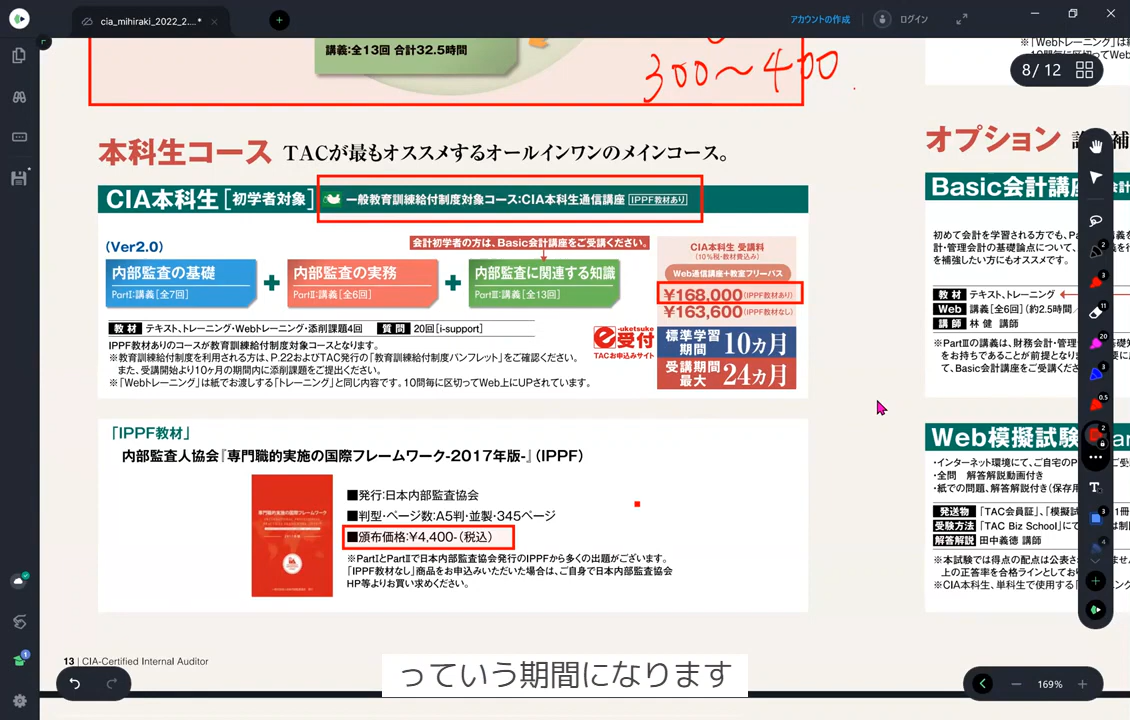 cia_mihiraki_2022_2....*
アカウントの作成
ログイン
8/ 12
講義:全13回 合計32.5時間
300〜400
本科生コース TACが最もオススメするオールインワンのメインコース。
CIA本科生[初学者対象] 一般教育訓練給付制度対象コース:CIA本科生通信講座 IPPF教材あり
(Ver2.0)
会計初学者の方は、Basic会計講座をご受講ください。
内部監査の基礎
PartⅠ:講義[全7回]
+
内部監査の実務
PartⅡ:講義[全6回]
+
内部監査に関連する知識
PartⅢ:講義[全13回]
CIA本科生 受講料
(10%税・教材費込み)
Web通信講座+教室フリーパス
¥168,000(IPPF教材あり)
¥163,600(IPPF教材なし)
教 材 テキスト、トレーニング・Webトレーニング・添削課題4回 質 問 20回[i-support]
IPPF教材ありのコースが教育訓練給付制度対象コースとなります。
※教育訓練給付制度を利用される方は、P.22およびTAC発行の「教育訓練給付制度パンフレット」をご確認ください。
また、受講開始より10ヶ月の期間内に添削課題をご提出ください。
※「Webトレーニング」は紙でお渡しする「トレーニング」と同じ内容です。10問毎に区切ってWeb上にUPされています。
e-uketsuke
e受付
TACお申込みサイト
標準学習期間 10ヵ月
受講期間最大 24ヵ月
「IPPF教材」
内部監査人協会『専門職的実施の国際フレームワーク-2017年版-』(IPPF)
■発行:日本内部監査協会
■判型・ページ数:A5判・並製・345ページ
■頒布価格:¥4,400-(税込)
※PartⅠとPartⅡで日本内部監査協会発行のIPPFから多くの出題がございます。
「IPPF教材なし」商品をお申込みいただいた場合は、ご自身で日本内部監査協会
HP等よりお買い求めください。
13 | CIA-Certified Internal Auditor
っていう期間になります
オプション
Basic会計講座
初めて会計を学習される方でも、
計・管理会計の基礎論点について、
を補強したい方にもオススメです。
教 材 テキスト、トレーニング
Web 講義[全6回](約2.5時間
講 師 林 健 講師
※PartⅢの講義は、財務会計・管理
をお持ちであることが前提となり
て、Basic会計講座をご受講くださ
Web模擬試験
・インターネット環境にて、ご自宅の
・全問 解答解説動画付き
・紙での問題、解答解説付き(保存用
発送物 「TAC会員証」、「模擬
受験方法 「TAC Biz School」にて
解答解説 田中義徳 講師
※本試験では得点の配点は公表さ
上の正答率を合格ラインとしてお
※CIA本科生、単科生で使用する
169%